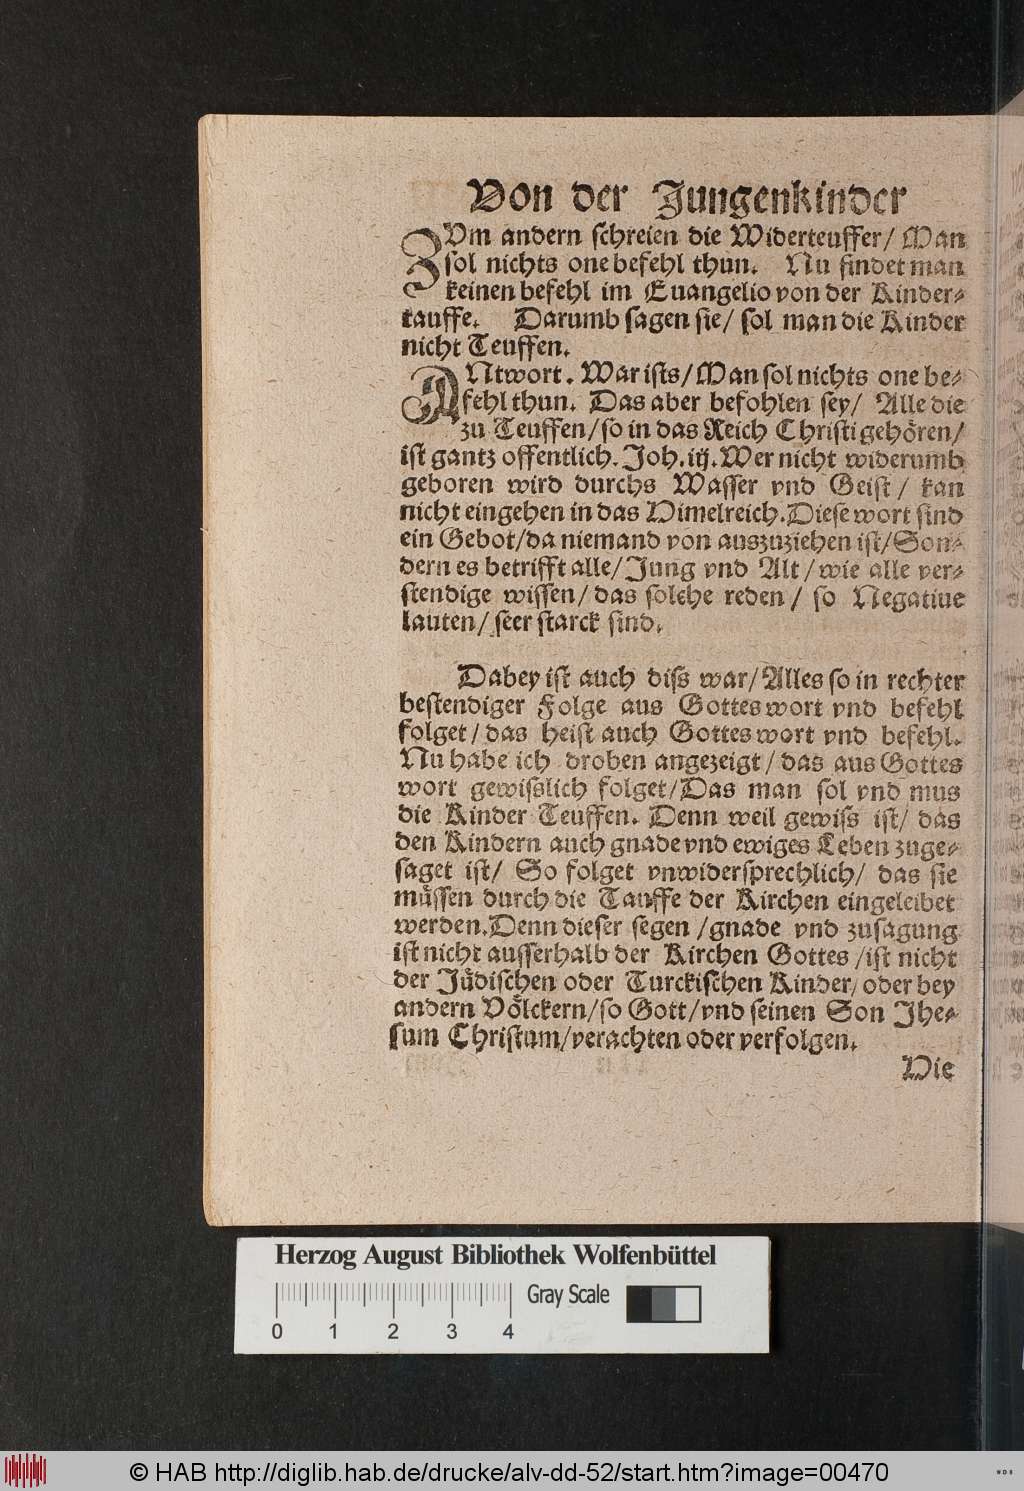 Von der Jungenkinder
ZVm andern schreien die Widerteuffer/ Man
sol nichts one befehl thun. Nu findet man
keinen befehl im Euangelio von der Kinder-
tauffe. Darumb sagen sie/ sol man die Kinder
nicht Teuffen.
ANtwort. War ists/ Man sol nichts one be-
fehl thun. Das aber befohlen sey/ Alle die
zu Teuffen/ so in das Reich Christi gehören/
ist gantz offentlich. Joh. iij. Wer nicht widerumb
geboren wird durchs Wasser vnd Geist/ kan
nicht eingehen in das Himelreich. Diese wort sind
ein Gebot/ da niemand von auszuziehen ist/ Son-
dern es betrifft alle/ Jung vnd Alt/ wie alle ver-
stendige wissen/ das solche reden/ so Negatiue
lauten/ seer starck sind.
Dabey ist auch diss war/ Alles so in rechter
bestendiger Folge aus Gottes wort vnd befehl
folget/ das heist auch Gottes wort vnd befehl.
Nu habe ich droben angezeigt/ das aus Gottes
wort gewisslich folget/ Das man sol vnd mus
die Kinder Teuffen. Denn weil gewiss ist/ das
den Kindern auch gnade vnd ewiges Leben zuge-
saget ist/ So folget vnwidersprechlich/ das sie
müssen durch die Tauffe der Kirchen eingeleibet
werden. Denn dieser segen/ gnade vnd zusagung
ist nicht ausserhalb der Kirchen Gottes/ ist nicht
der Jüdischen oder Turckischen Kinder/ oder bey
andern Völckern/ so Gott/ vnd seinen Son Jhe-
sum Christum/ verachten oder verfolgen.
Die
Herzog August Bibliothek Wolfenbüttel
Gray Scale
0 1 2 3 4
© HAB http://diglib.hab.de/drucke/alv-dd-52/start.htm?image=00470